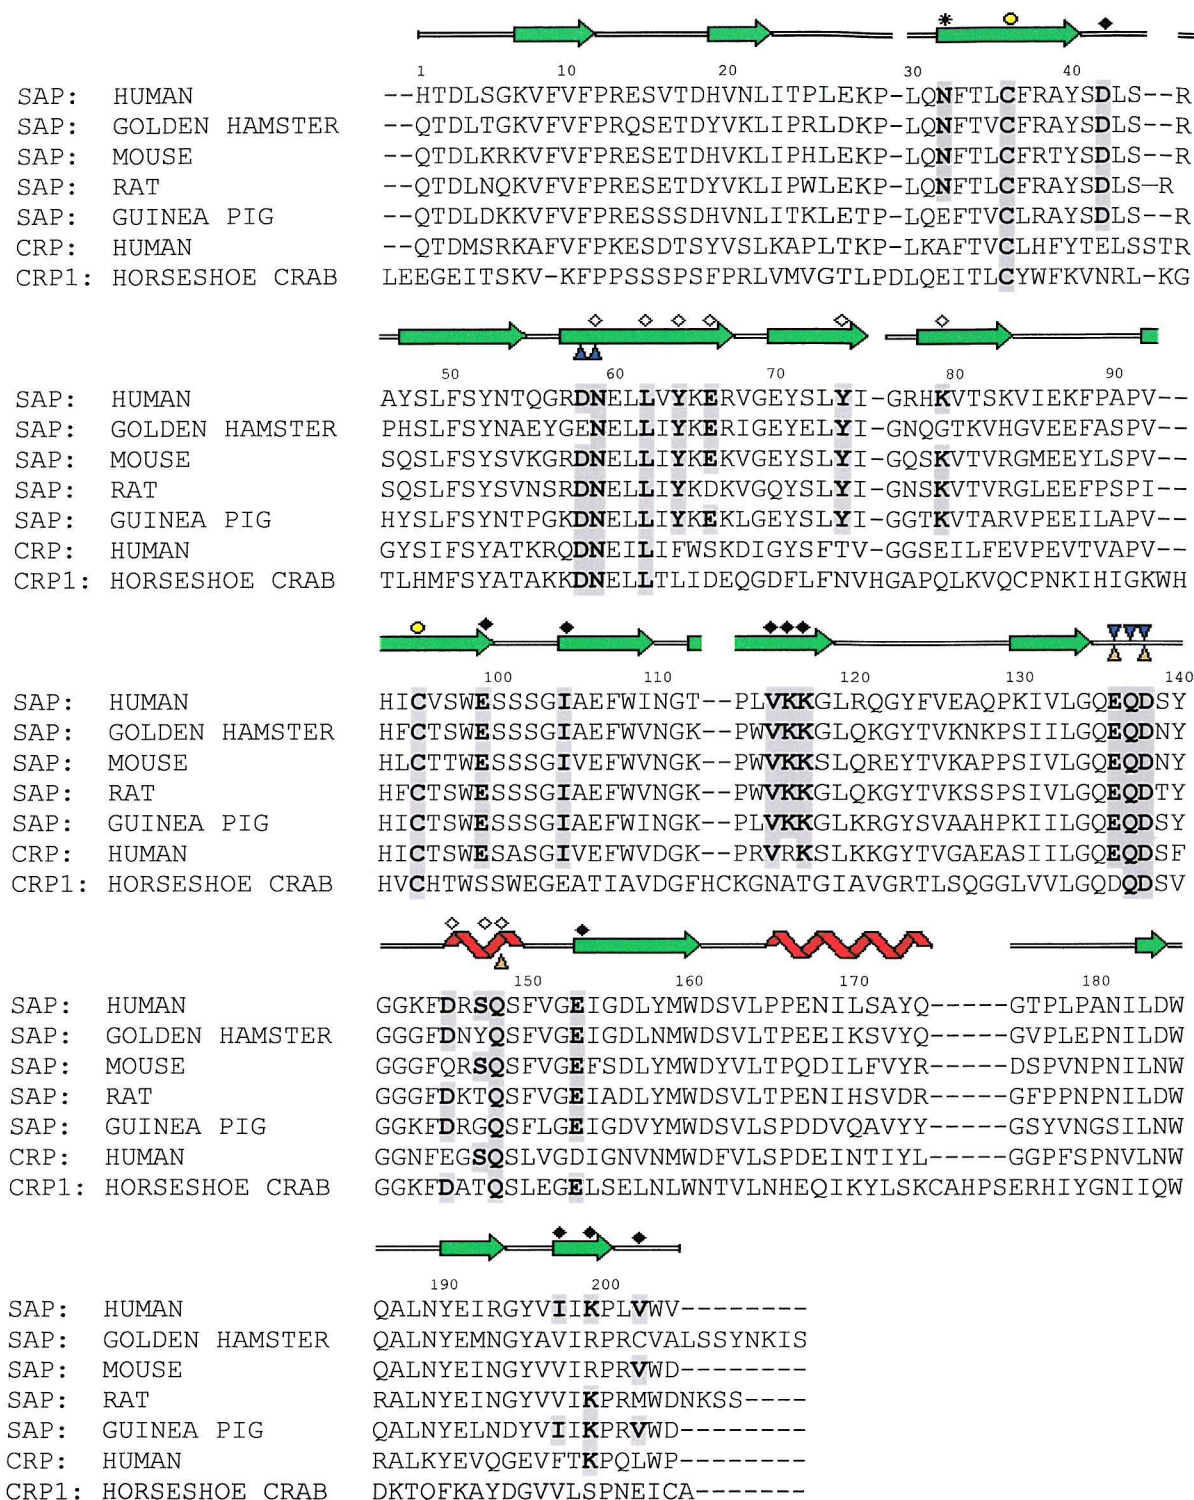 1 10 20 30 40
SAP: HUMAN --HTDLSGKVFVFPRESVTDHVNLITPLEKP-LQNFTLCFRAYSDLS--R
SAP: GOLDEN HAMSTER --QTDLTGKVFVFPRQSETDYVKLIPRLDKP-LQNFTVCFRAYSDLS--R
SAP: MOUSE --QTDLKRKVFVFPRESETDHVKLIPHLEKP-LQNFTLCFRTYSDLS--R
SAP: RAT --QTDLNQKVFVFPRESETDYVKLIPWLEKP-LQNFTLCFRAYSDLS-R
SAP: GUINEA PIG --QTDLDKKVFVFPRESSSDHVNLITKLETP-LQEFTVCLRAYSDLS--R
CRP: HUMAN --QTDMSRKAFVFPKESDTSYVSLKAPLTKP-LKAFTVCLHFYTELSSTR
CRP1: HORSESHOE CRAB LEEGEITSKV-KFPPSSSPSFPRLVMVGTLPDLQEITLCYWFKVNRL-KG
50 60 70 80 90
SAP: HUMAN AYSLFSYNTQGRDNELLVYKERVGEYSLYI-GRHKVTSKVIEKFPAPV--
SAP: GOLDEN HAMSTER PHSLFSYNAEYGENELLIYKERIGEYELYI-GNQGTKVHGVEEFASPV--
SAP: MOUSE SQSLFSYSVKGRDNELLIYKEKVGEYSLYI-GQSKVTVRGMEEYLSPV--
SAP: RAT SQSLFSYSVNSRDNELLIYKDKVGQYSLYI-GNSKVTVRGLEEFPSPI--
SAP: GUINEA PIG HYSLFSYNTPGKDNELLIYKEKLGEYSLYI-GGTKVTARVPEEILAPV--
CRP: HUMAN GYSIFSYATKRQDNEILIFWSKDIGYSFTV-GGSEILFEVPEVTVAPV--
CRP1: HORSESHOE CRAB TLHMFSYATAKKDNELLTLIDEQGDFLFNVHGAPQLKVQCPNKIHIGKWH
100 110 120 130 140
SAP: HUMAN HICVSWESSSGIAEFWINGT--PLVKKGLRQGYFVEAQPKIVLGQEQDSY
SAP: GOLDEN HAMSTER HFCTSWESSSGIAEFWVNGK--PWVKKGLQKGYTVKNKPSIILGQEQDNY
SAP: MOUSE HLCTTWESSSGIVEFWVNGK--PWVKKSLQREYTVKAPPSIVLGQEQDNY
SAP: RAT HFCTSWESSSGIAEFWVNGK--PWVKKGLQKGYTVKSSPSIVLGQEQDTY
SAP: GUINEA PIG HICTSWESSSGIAEFWINGK--PLVKKGLKRGYSVAAHPKIILGQEQDSY
CRP: HUMAN HICTSWESASGIVEFWVDGK--PRVRKSLKKGYTVGAEASIILGQEQDSF
CRP1: HORSESHOE CRAB HVCHTWSSWEGEATIAVDGFHCKGNATGIAVGRTLSQGGLVVLGQDQDSV
150 160 170 180
SAP: HUMAN GGKFDRSQSFVGEIGDLYMWDSVLPPENILSAYQ-----GTPLPANILDW
SAP: GOLDEN HAMSTER GGGFDNYQSFVGEIGDLNMWDSVLTPEEIKSVYQ-----GVPLEPNILDW
SAP: MOUSE GGGFQRSQSFVGEFSDLYMWDYVLTPQDILFVYR-----DSPVNPNILNW
SAP: RAT GGGFDKTQSFVGEIADLYMWDSVLTPENIHSVDR-----GFPPNPNILDW
SAP: GUINEA PIG GGKFDRGQSFLGEIGDVYMWDSVLSPDDVQAVYY-----GSYVNGSILNW
CRP: HUMAN GGNFEGSQSLVGDIGNVNMWDFVLSPDEINTIYL-----GGPFSPNVLNW
CRP1: HORSESHOE CRAB GGKFDATQSLEGELSELNLWNTVLNHEQIKYLSKCAHPSERHIYGNIIQW
190 200
SAP: HUMAN QALNYEIRGYVIIKPLVWV--------
SAP: GOLDEN HAMSTER QALNYEMNGYAVIRPRCVALSSYNKIS
SAP: MOUSE QALNYEINGYVVIRPRVWD--------
SAP: RAT RALNYEINGYVVIKPRMWDNKSS----
SAP: GUINEA PIG QALNYELNDYVIIKPRVWD--------
CRP: HUMAN RALKYEVQGEVFTKPQLWP--------
CRP1: HORSESHOE CRAB DKTQFKAYDGVVLSPNEICA-------